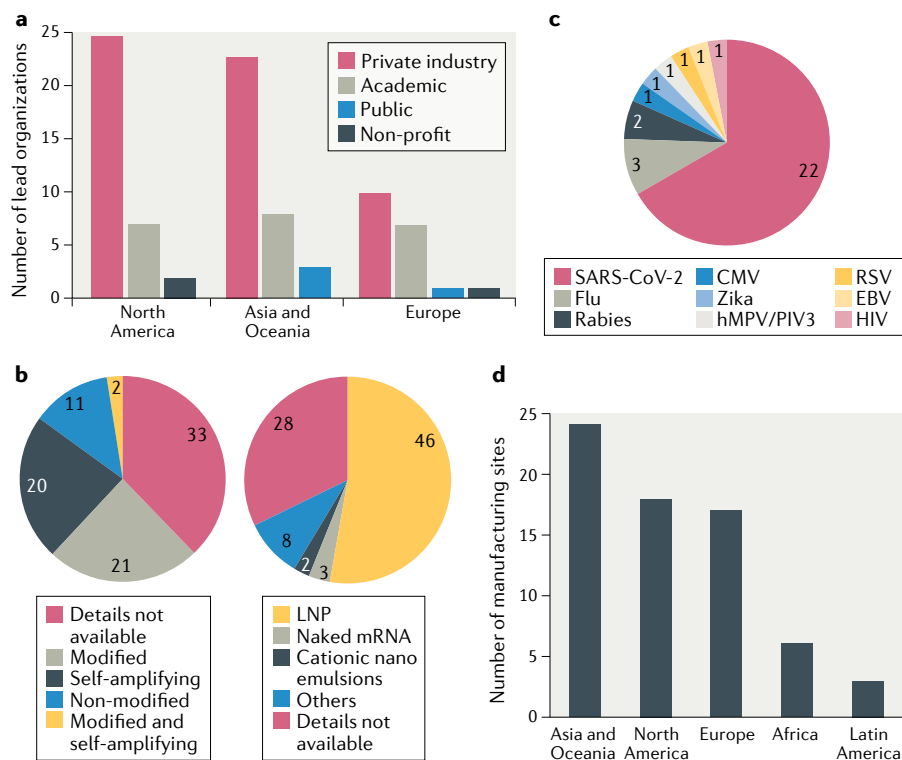 a
25
20
15
10
5
0
Number of lead organizations
Private industry
Academic
Public
Non-profit
North
America
Asia and
Oceania
Europe
c
1
1
1
1
1
1
2
3
22
SARS-CoV-2
Flu
Rabies
CMV
Zika
hMPV/PIV3
RSV
EBV
HIV
b
2
11
33
20
21
Details not
available
Modified
Self-amplifying
Non-modified
Modified and
self-amplifying
28
46
8
2
3
LNP
Naked mRNA
Cationic nano
emulsions
Others
Details not
available
d
25
20
15
10
5
0
Number of manufacturing sites
Asia and
Oceania
North
America
Europe
Africa
Latin
America